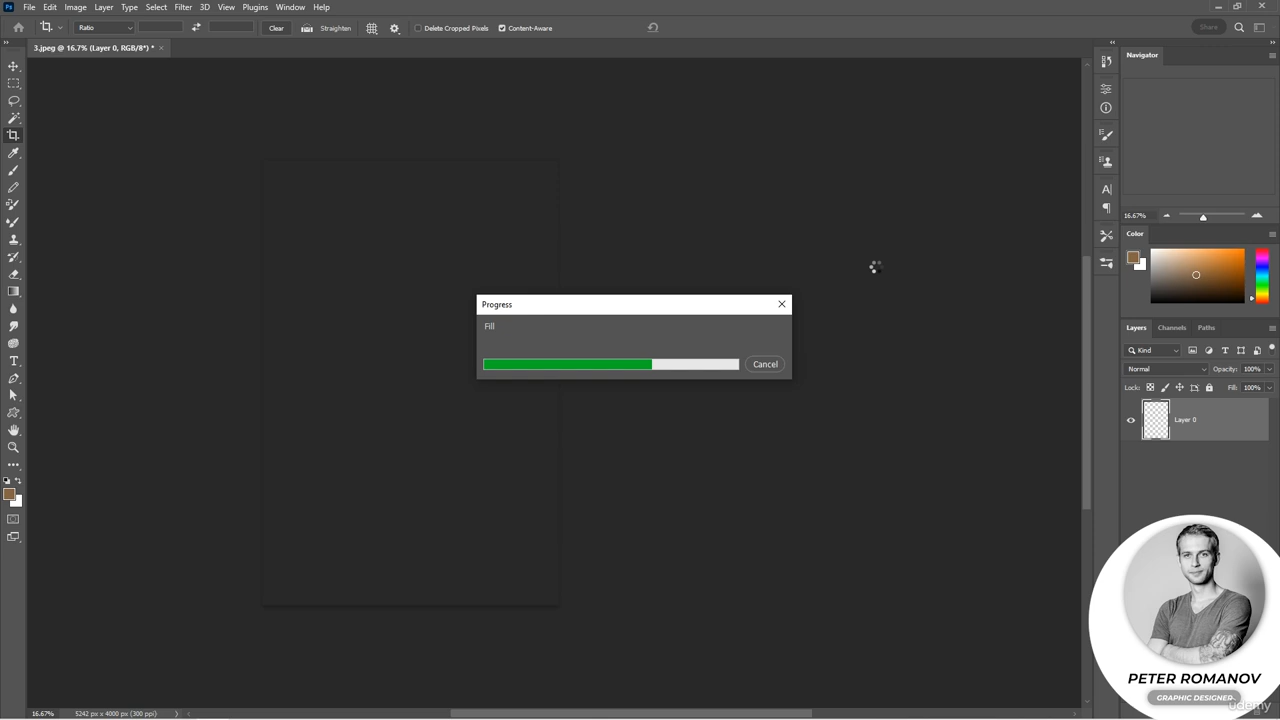 Ps File Edit Image Layer Type Select Filter 3D View Plugins Window Help
Ratio Clear Straighten Delete Cropped Pixels Content-Aware Share
3.jpeg @ 16.7% (Layer 0, RGB/8*) * ×
Navigator
16.67%
Color
Progress
Fill
Cancel
Layers Channels Paths
Kind
Normal Opacity: 100%
Lock: Fill: 100%
Layer 0
PETER ROMANOV
GRAPHIC DESIGNER
udemy
16.67% 5242 px x 4000 px (300 ppi)